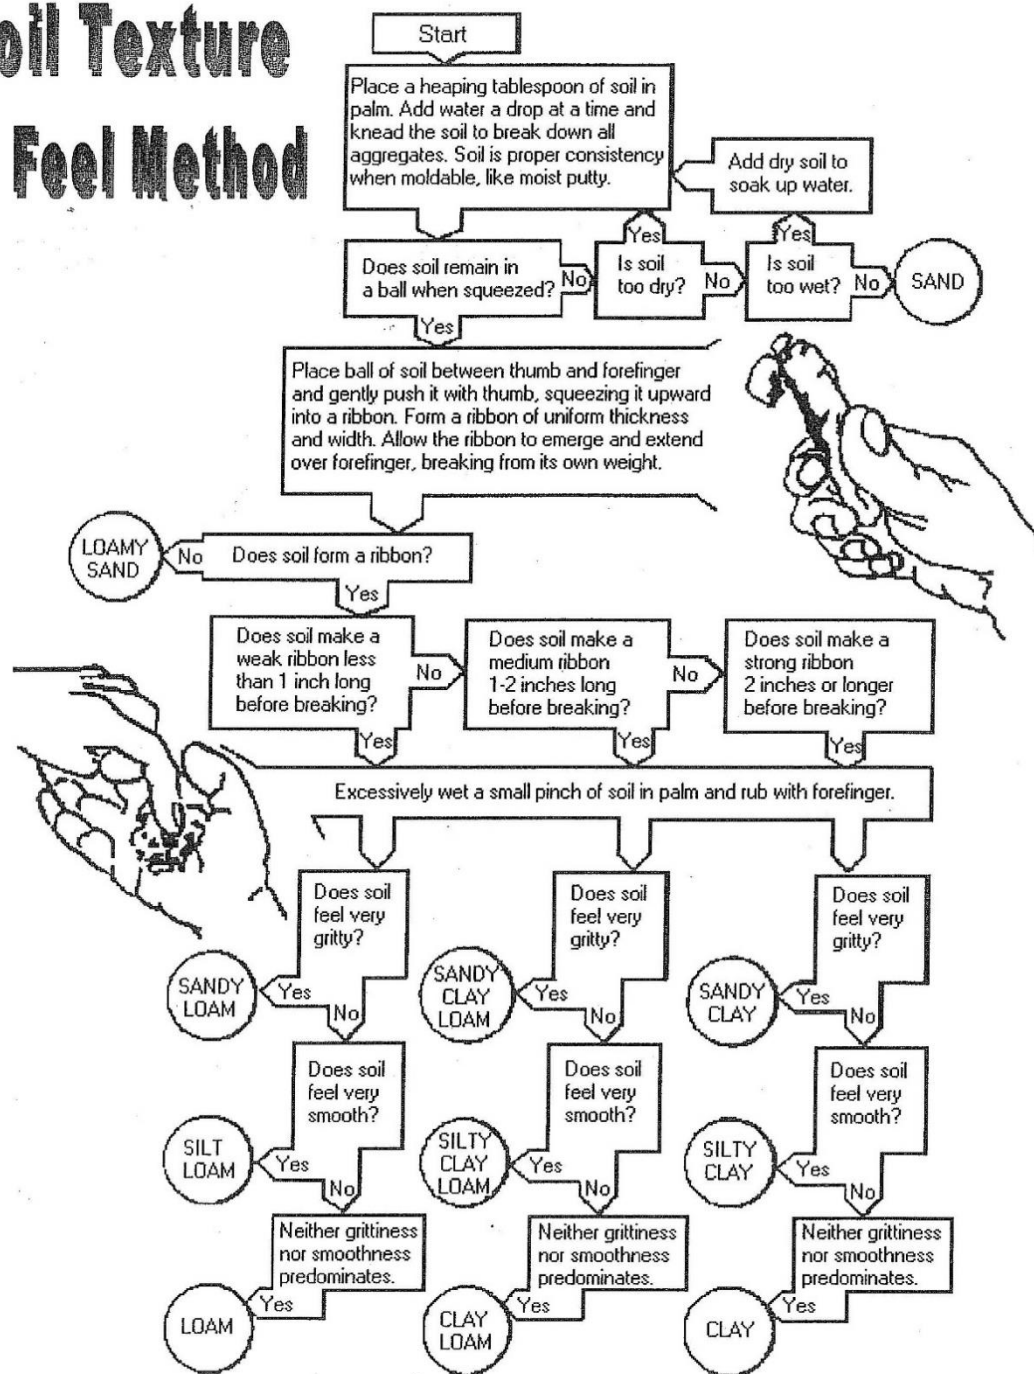 oil Texture
Feel Method
Start
Place a heaping tablespoon of soil in
palm. Add water a drop at a time and
knead the soil to break down all
aggregates. Soil is proper consistency
when moldable, like moist putty.
Add dry soil to
soak up water.
Yes
Yes
Does soil remain in
a ball when squeezed?
No
Is soil
too dry?
No
Is soil
too wet?
No
SAND
Yes
Place ball of soil between thumb and forefinger
and gently push it with thumb, squeezing it upward
into a ribbon. Form a ribbon of uniform thickness
and width. Allow the ribbon to emerge and extend
over forefinger, breaking from its own weight.
LOAMY
SAND
No
Does soil form a ribbon?
Yes
Does soil make a
weak ribbon less
than 1 inch long
before breaking?
No
Does soil make a
medium ribbon
1-2 inches long
before breaking?
No
Does soil make a
strong ribbon
2 inches or longer
before breaking?
Yes
Yes
Yes
Excessively wet a small pinch of soil in palm and rub with forefinger.
Does soil
feel very
gritty?
Does soil
feel very
gritty?
Does soil
feel very
gritty?
SANDY
LOAM
Yes
No
SANDY
CLAY
LOAM
Yes
No
SANDY
CLAY
Yes
No
Does soil
feel very
smooth?
Does soil
feel very
smooth?
Does soil
feel very
smooth?
SILT
LOAM
Yes
No
SILTY
CLAY
LOAM
Yes
No
SILTY
CLAY
Yes
No
Neither grittiness
nor smoothness
predominates.
Neither grittiness
nor smoothness
predominates.
Neither grittiness
nor smoothness
predominates.
LOAM
Yes
CLAY
LOAM
Yes
CLAY
Yes